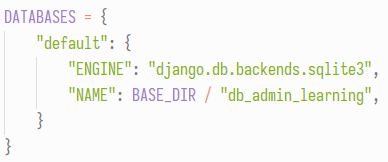 DATABASES = {
    "default": {
        "ENGINE": "django.db.backends.sqlite3",
        "NAME": BASE_DIR / "db_admin_learning",
    }
}